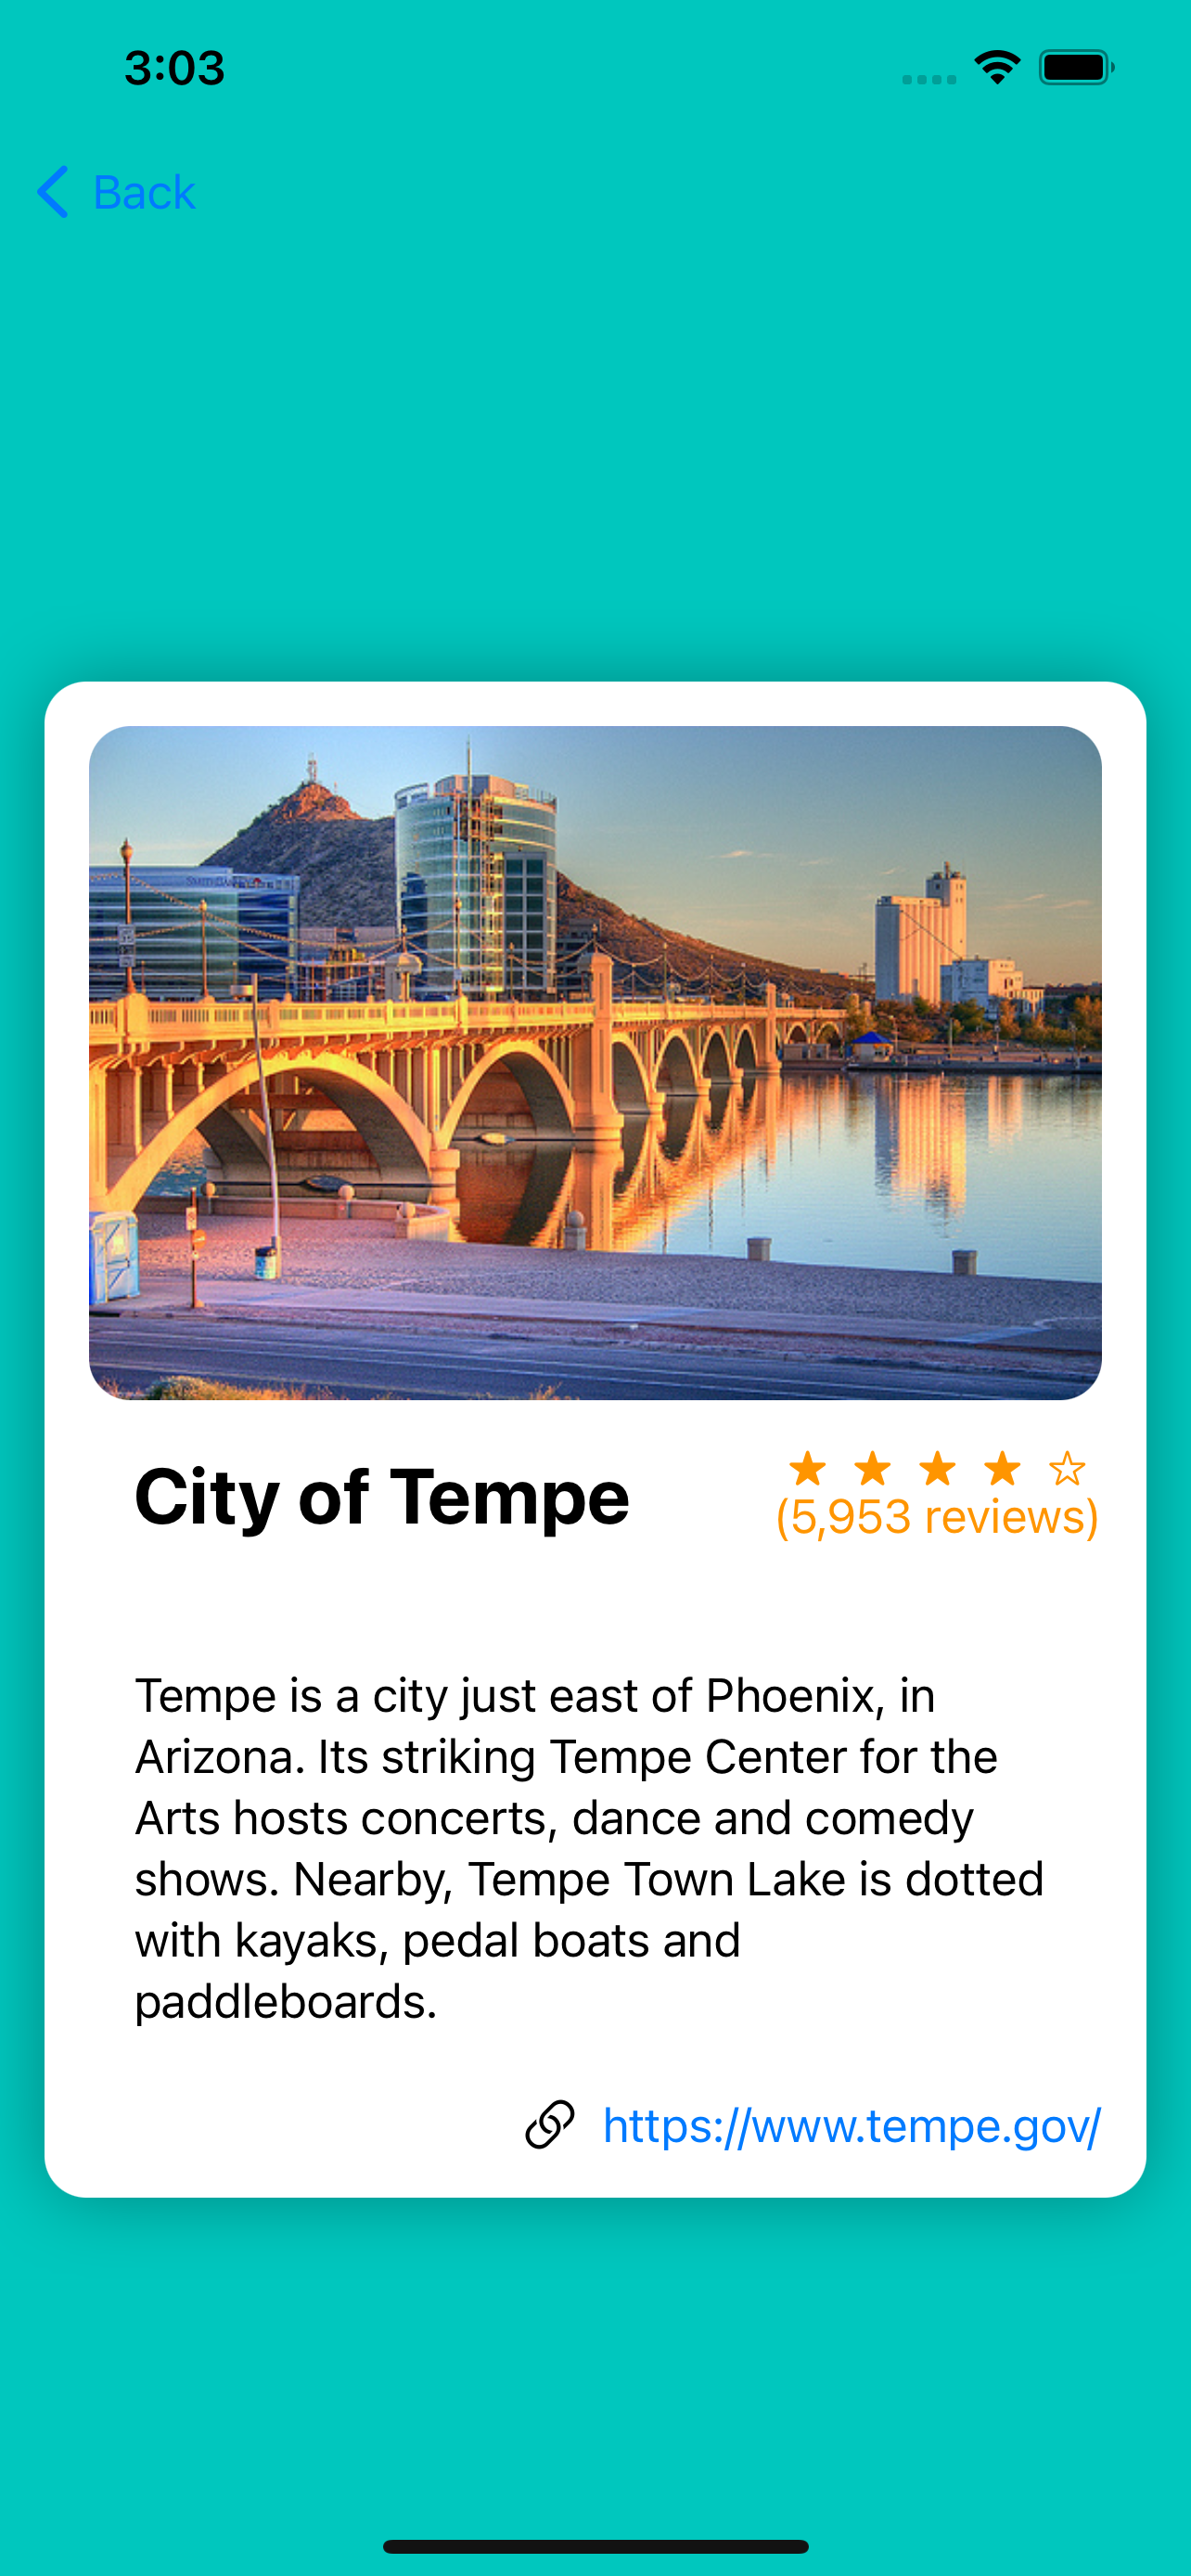 3:03
Back
City of Tempe
(5,953 reviews)
Tempe is a city just east of Phoenix, in
Arizona. Its striking Tempe Center for the
Arts hosts concerts, dance and comedy
shows. Nearby, Tempe Town Lake is dotted
with kayaks, pedal boats and
paddleboards.
https://www.tempe.gov/